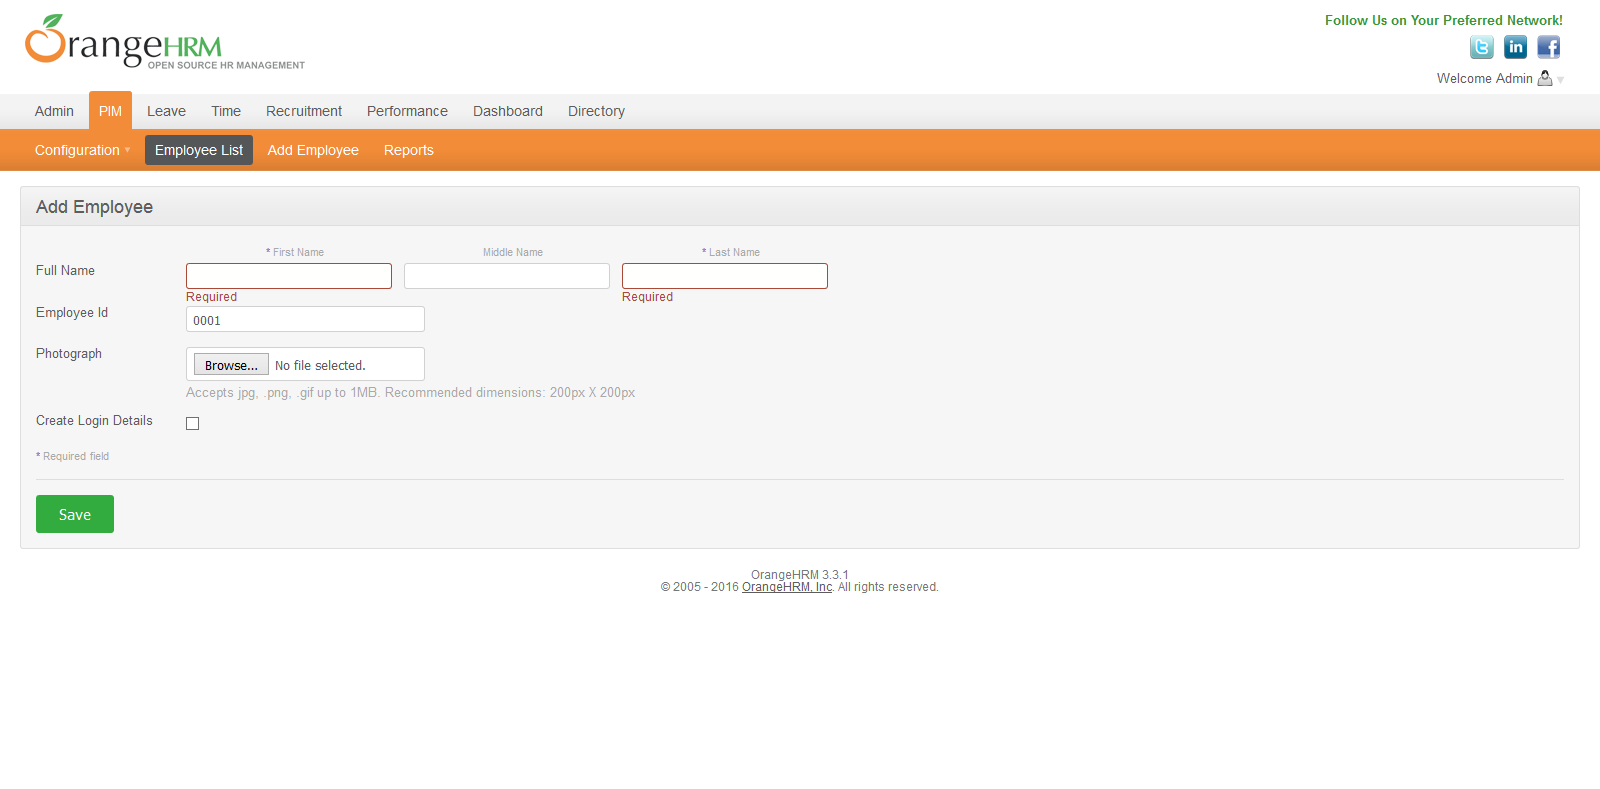 OrangeHRM
OPEN SOURCE HR MANAGEMENT
Follow Us on Your Preferred Network!
Welcome Admin
Admin PIM Leave Time Recruitment Performance Dashboard Directory
Configuration Employee List Add Employee Reports
Add Employee
* First Name Middle Name * Last Name
Full Name
Required Required
Employee Id 0001
Photograph Browse... No file selected.
Accepts jpg, .png, .gif up to 1MB. Recommended dimensions: 200px X 200px
Create Login Details
* Required field
Save
OrangeHRM 3.3.1
© 2005 - 2016 OrangeHRM, Inc. All rights reserved.